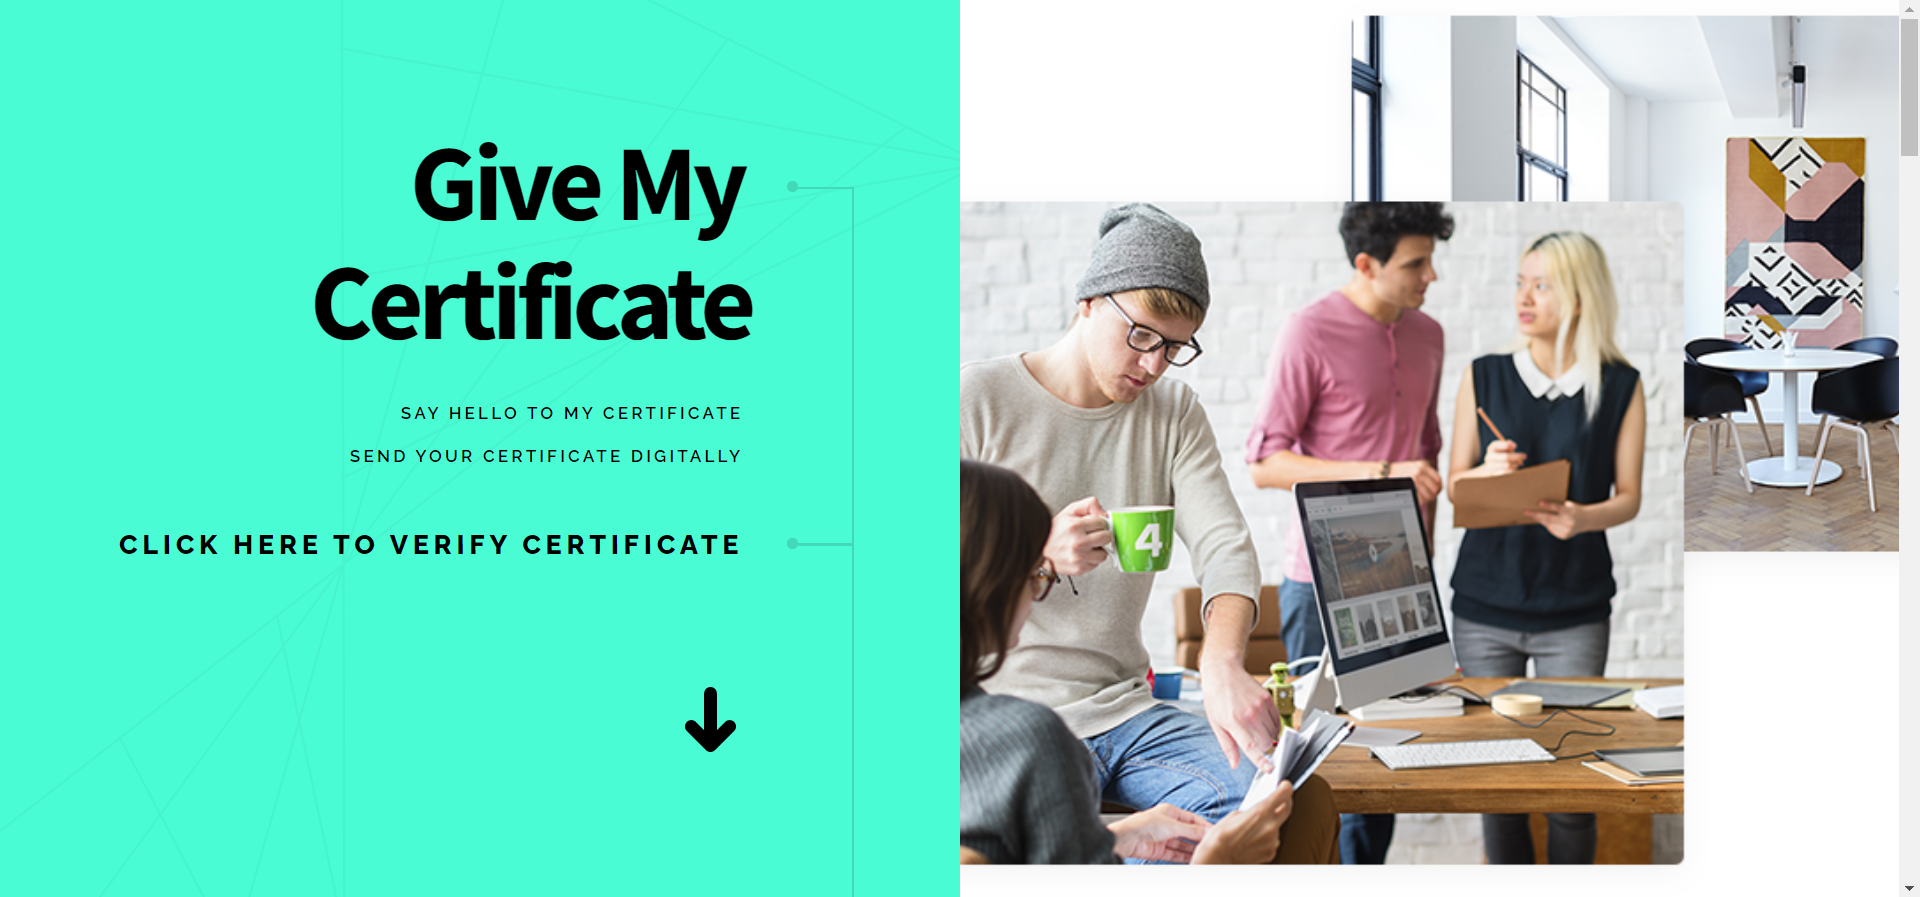 Give My
Certificate
SAY HELLO TO MY CERTIFICATE
SEND YOUR CERTIFICATE DIGITALLY
CLICK HERE TO VERIFY CERTIFICATE
4